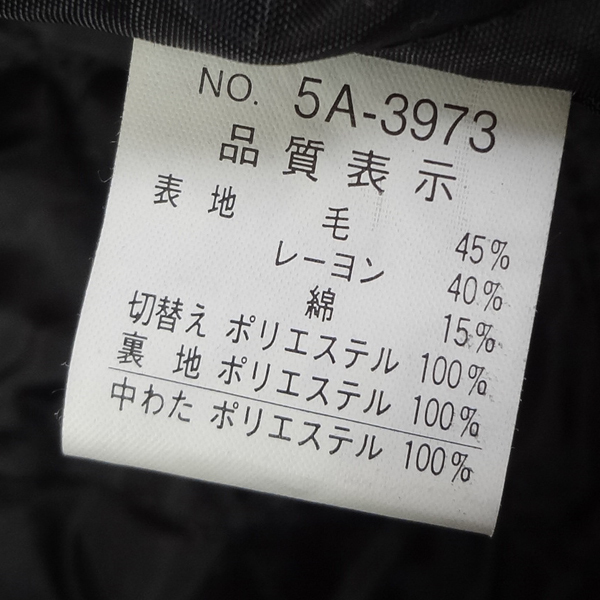 NO. 5A-3973
品質表示
表地 毛 45%
レーヨン 40%
綿 15%
切替え ポリエステル 100%
裏地 ポリエステル 100%
中わた ポリエステル 100%